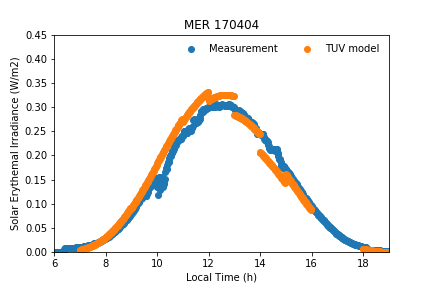 MER 170404
Measurement
TUV model
Solar Erythemal Irradiance (W/m2)
0.45
0.40
0.35
0.30
0.25
0.20
0.15
0.10
0.05
0.00
6 8 10 12 14 16 18
Local Time (h)